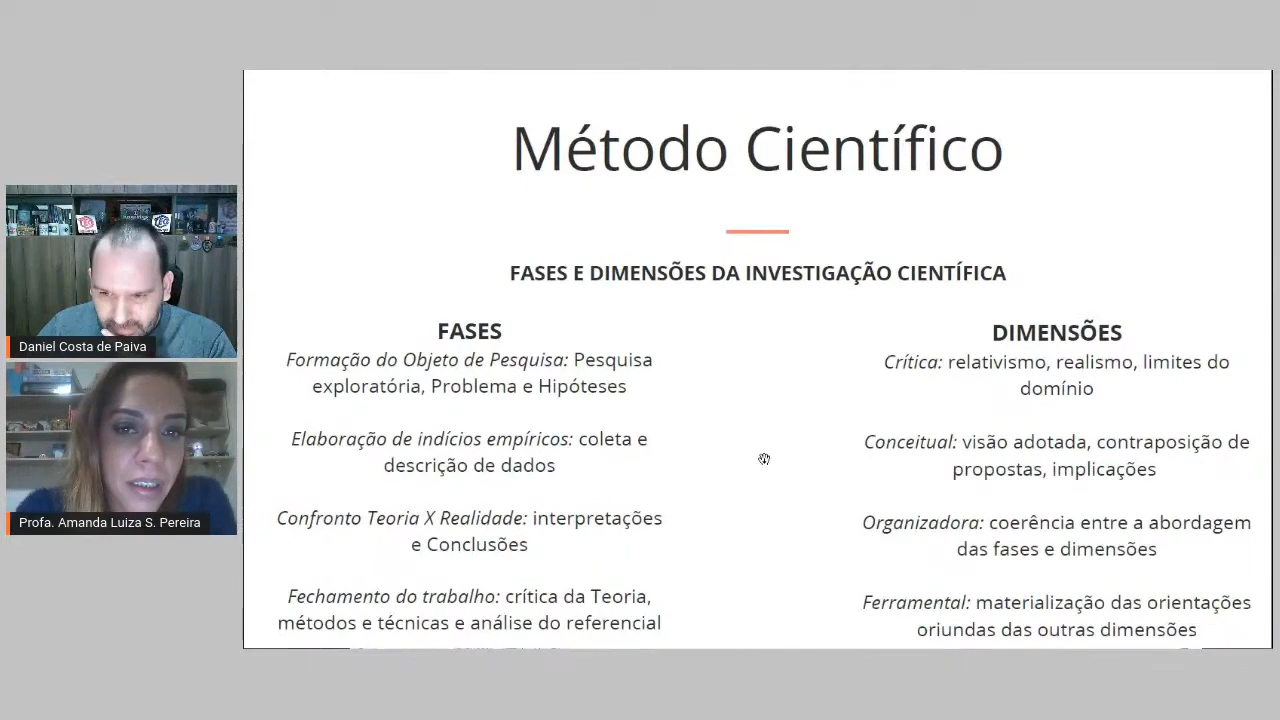 Método Científico
FASES E DIMENSÕES DA INVESTIGAÇÃO CIENTÍFICA
FASES
Formação do Objeto de Pesquisa: Pesquisa
exploratória, Problema e Hipóteses
Elaboração de indícios empíricos: coleta e
descrição de dados
Confronto Teoria X Realidade: interpretações
e Conclusões
Fechamento do trabalho: crítica da Teoria,
métodos e técnicas e análise do referencial
DIMENSÕES
Crítica: relativismo, realismo, limites do
domínio
Conceitual: visão adotada, contraposição de
propostas, implicações
Organizadora: coerência entre a abordagem
das fases e dimensões
Ferramental: materialização das orientações
oriundas das outras dimensões
Daniel Costa de Paiva
Profa. Amanda Luiza S. Pereira